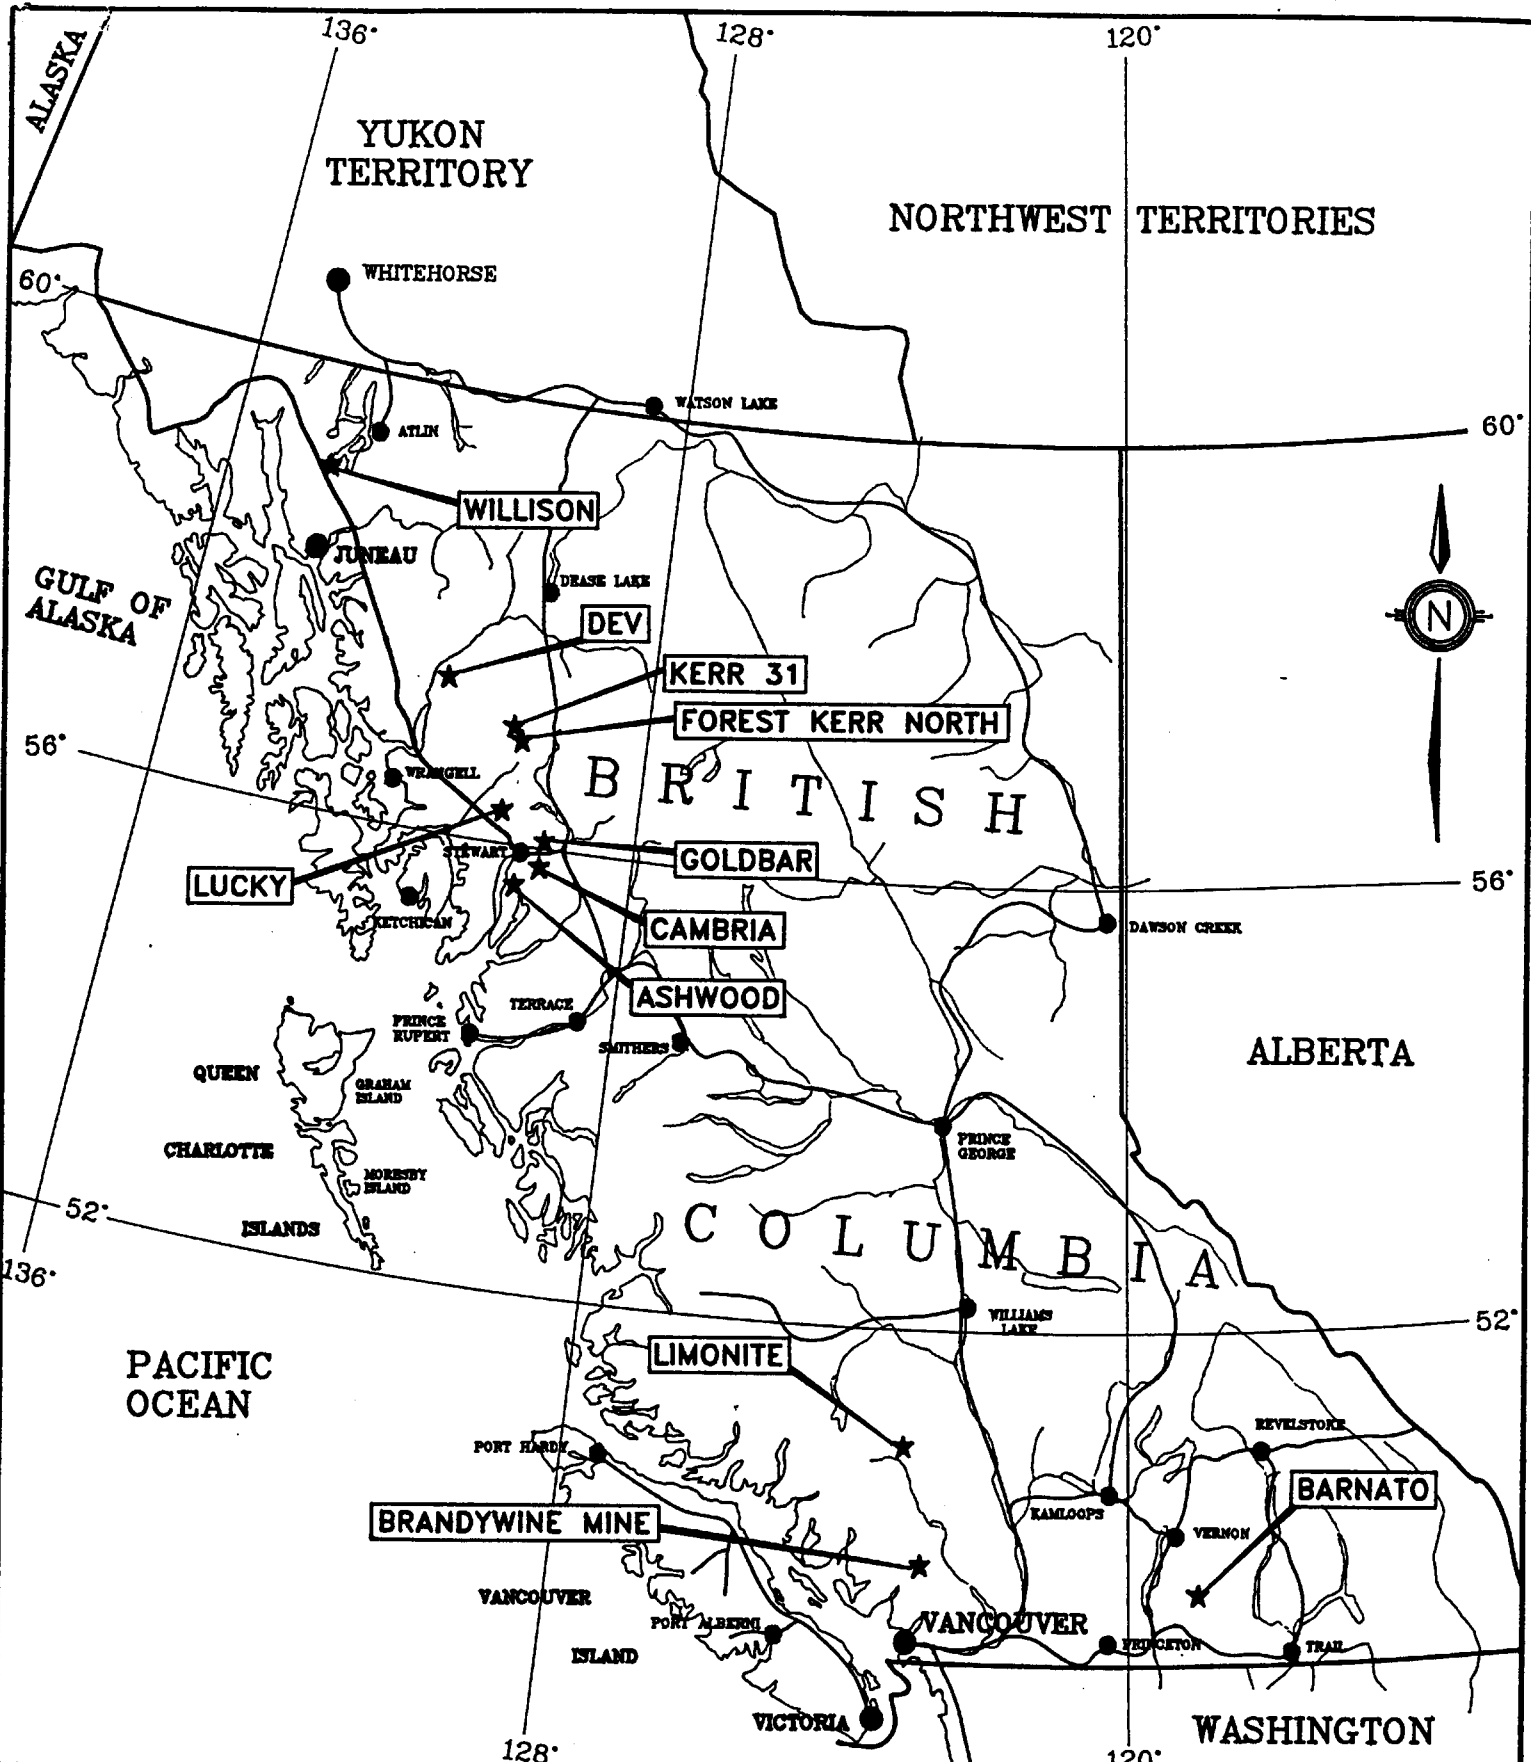 136°
128°
120°
ALASKA
YUKON
TERRITORY
NORTHWEST TERRITORIES
WHITEHORSE
60°
WATSON LAKE
60°
ATLIN
WILLISON
JUNEAU
GULF OF
ALASKA
DEASE LAKE
DEV
N
KERR 31
FOREST KERR NORTH
56°
WRANGELL
BRITISH
STEWART
GOLDBAR
LUCKY
56°
KETCHICAN
CAMBRIA
DAWSON CREEK
ASHWOOD
TERRACE
PRINCE
RUPERT
SMITHERS
ALBERTA
QUEEN
GRAHAM
ISLAND
CHARLOTTE
PRINCE
GEORGE
MORESBY
ISLAND
52°
ISLANDS
COLUMBIA
136°
WILLIAMS
LAKE
52°
LIMONITE
PACIFIC
OCEAN
REVELSTOKE
PORT HARDY
BARNATO
KAMLOOPS
BRANDYWINE MINE
VERNON
VANCOUVER
ISLAND
PORT ALBERNI
VANCOUVER
PRINCETON
TRAIL
VICTORIA
WASHINGTON
128°
120°